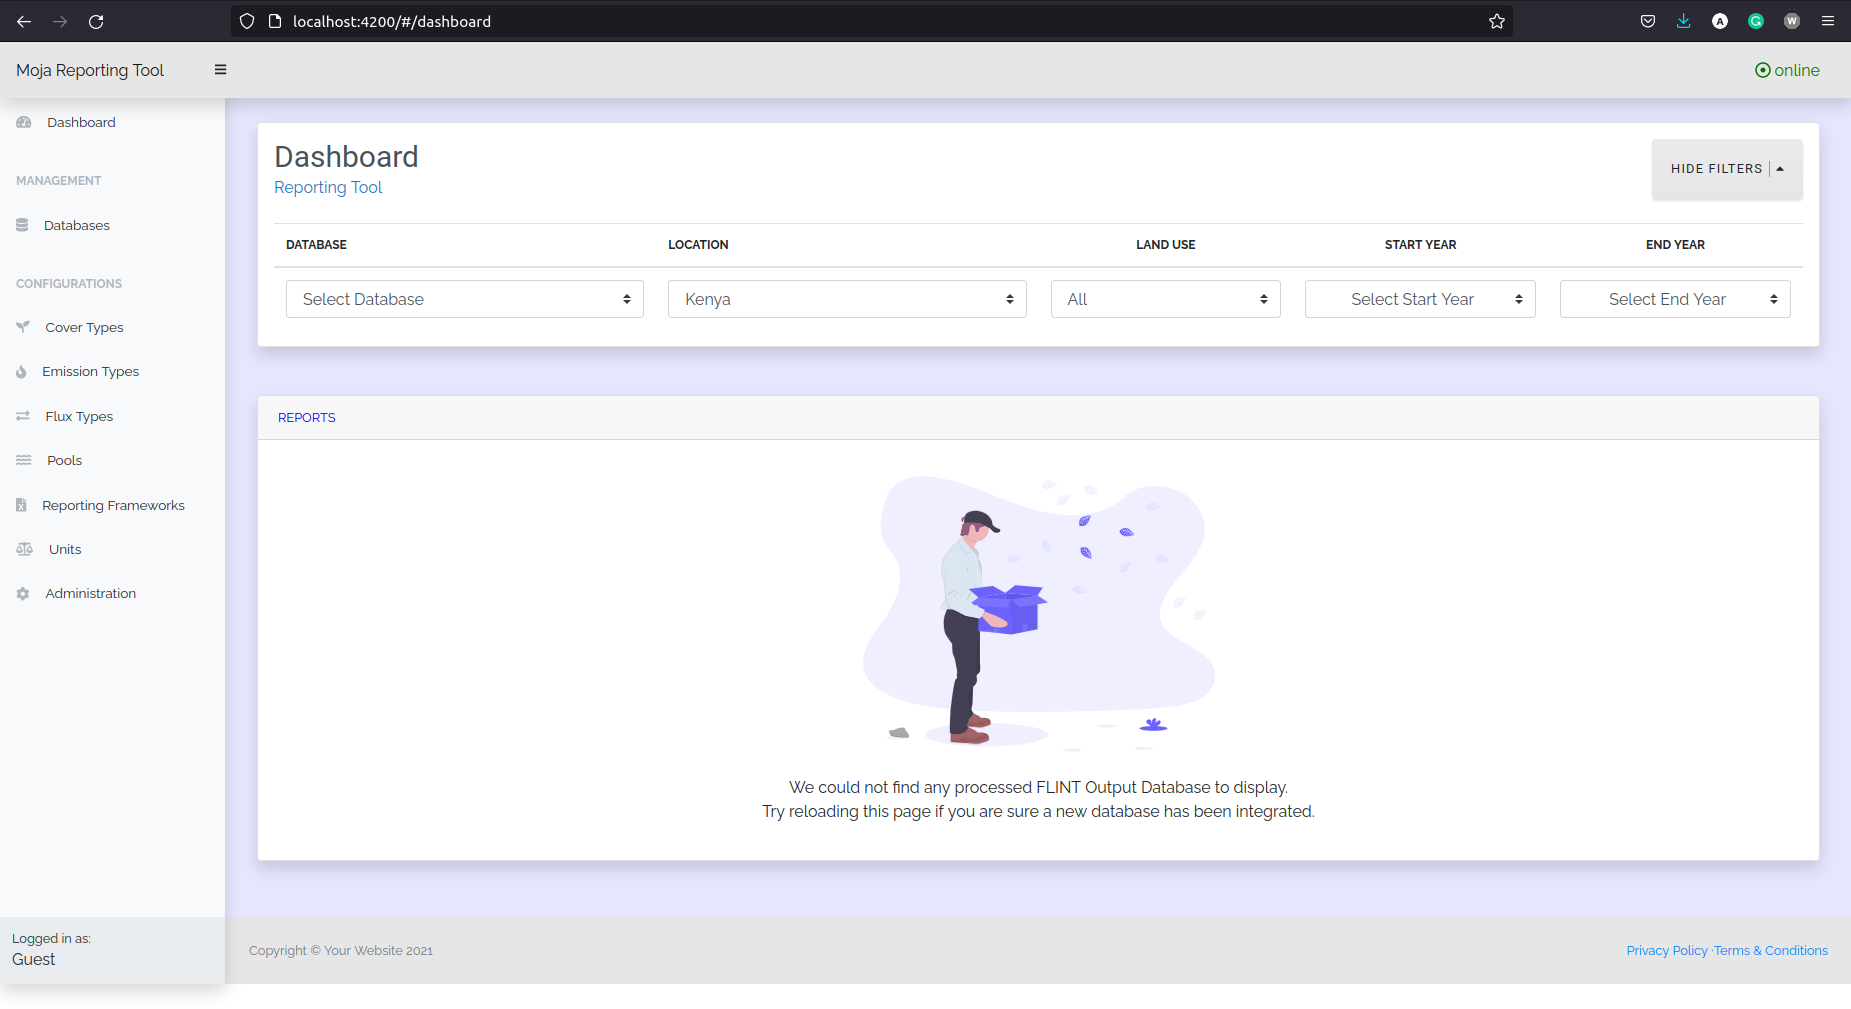 localhost:4200/#/dashboard
A
G
W
Moja Reporting Tool
online
Dashboard
MANAGEMENT
Databases
CONFIGURATIONS
Cover Types
Emission Types
Flux Types
Pools
Reporting Frameworks
Units
Administration
Logged in as:
Guest
Dashboard
Reporting Tool
HIDE FILTERS
DATABASE LOCATION LAND USE START YEAR END YEAR
Select Database Kenya All Select Start Year Select End Year
REPORTS
We could not find any processed FLINT Output Database to display.
Try reloading this page if you are sure a new database has been integrated.
Copyright © Your Website 2021
Privacy Policy ·Terms & Conditions